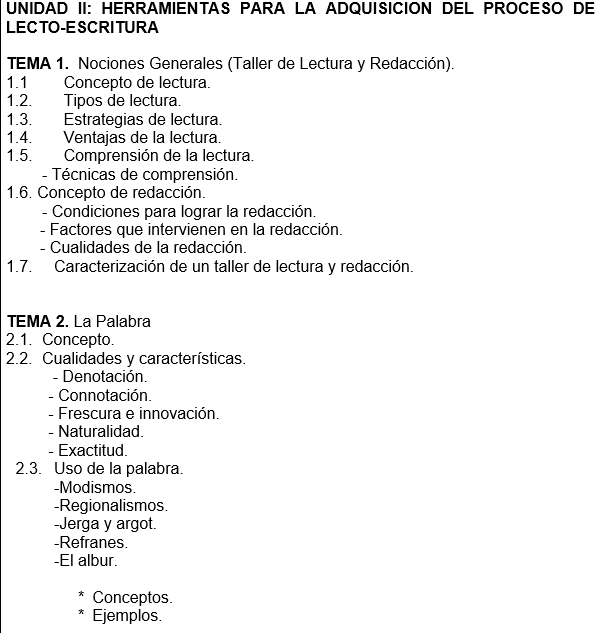 UNIDAD II: HERRAMIENTAS PARA LA ADQUISICION DEL PROCESO DE
LECTO-ESCRITURA
TEMA 1. Nociones Generales (Taller de Lectura y Redacción).
1.1 Concepto de lectura.
1.2. Tipos de lectura.
1.3. Estrategias de lectura.
1.4. Ventajas de la lectura.
1.5. Comprensión de la lectura.
- Técnicas de comprensión.
1.6. Concepto de redacción.
- Condiciones para lograr la redacción.
- Factores que intervienen en la redacción.
- Cualidades de la redacción.
1.7. Caracterización de un taller de lectura y redacción.
TEMA 2. La Palabra
2.1. Concepto.
2.2. Cualidades y características.
- Denotación.
- Connotación.
- Frescura e innovación.
- Naturalidad.
- Exactitud.
2.3. Uso de la palabra.
-Modismos.
-Regionalismos.
-Jerga y argot.
-Refranes.
-El albur.
* Conceptos.
* Ejemplos.